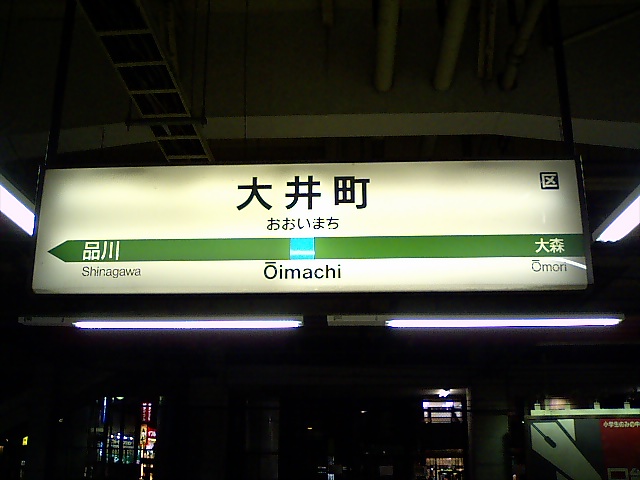 区
大井町
おおいまち
品川
大森
Shinagawa
Ōimachi
Ōmori